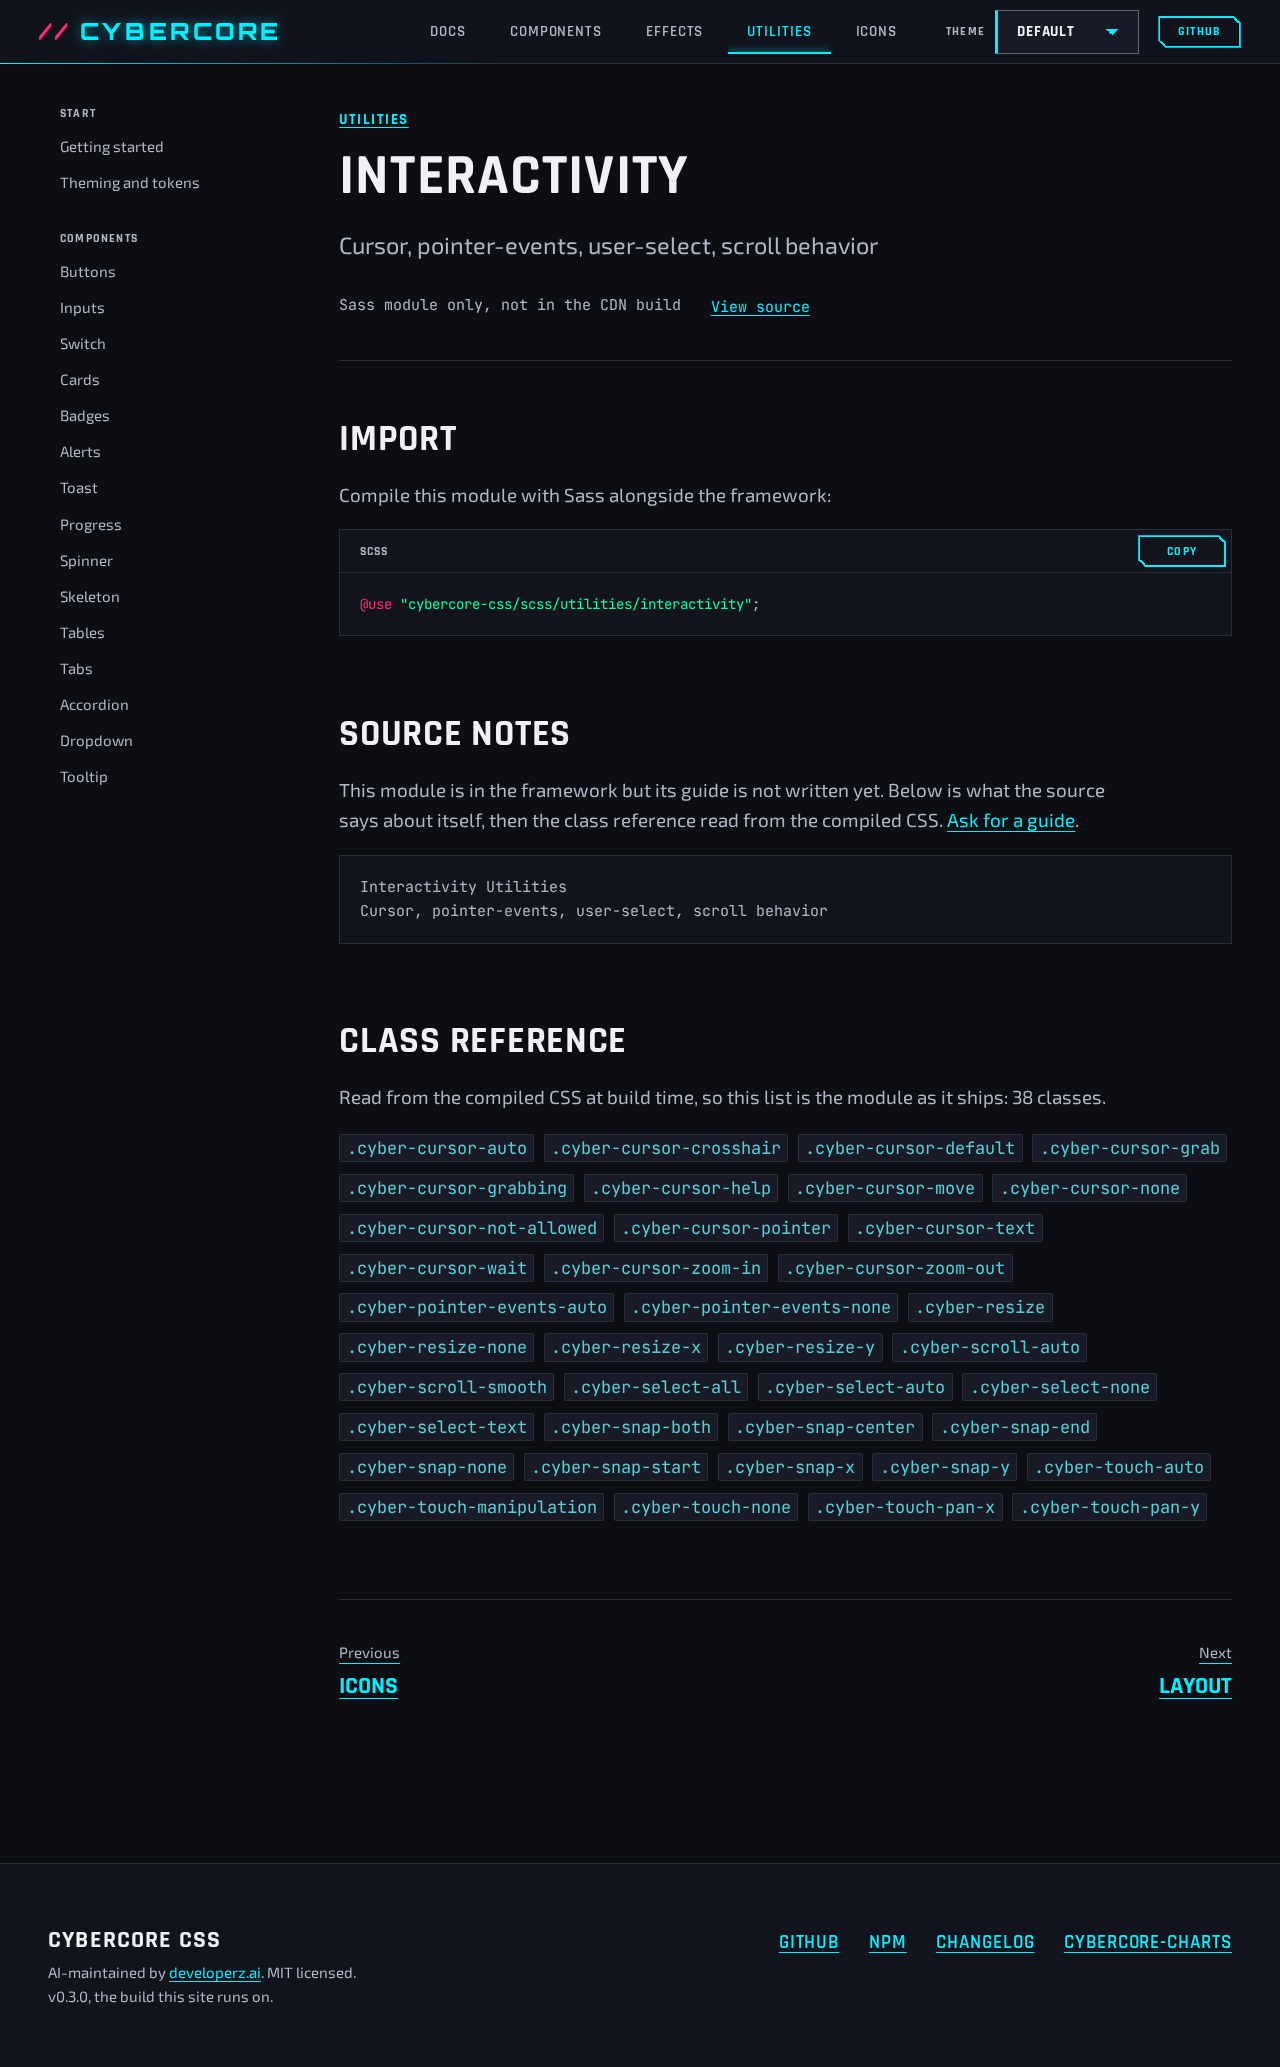 // CYBERCORE
DOCS COMPONENTS EFFECTS UTILITIES ICONS THEME DEFAULT GITHUB
START
Getting started
Theming and tokens
COMPONENTS
Buttons
Inputs
Switch
Cards
Badges
Alerts
Toast
Progress
Spinner
Skeleton
Tables
Tabs
Accordion
Dropdown
Tooltip
UTILITIES
INTERACTIVITY
Cursor, pointer-events, user-select, scroll behavior
Sass module only, not in the CDN build View source
IMPORT
Compile this module with Sass alongside the framework:
SCSS COPY
@use "cybercore-css/scss/utilities/interactivity";
SOURCE NOTES
This module is in the framework but its guide is not written yet. Below is what the source
says about itself, then the class reference read from the compiled CSS. Ask for a guide.
Interactivity Utilities
Cursor, pointer-events, user-select, scroll behavior
CLASS REFERENCE
Read from the compiled CSS at build time, so this list is the module as it ships: 38 classes.
.cyber-cursor-auto .cyber-cursor-crosshair .cyber-cursor-default .cyber-cursor-grab
.cyber-cursor-grabbing .cyber-cursor-help .cyber-cursor-move .cyber-cursor-none
.cyber-cursor-not-allowed .cyber-cursor-pointer .cyber-cursor-text
.cyber-cursor-wait .cyber-cursor-zoom-in .cyber-cursor-zoom-out
.cyber-pointer-events-auto .cyber-pointer-events-none .cyber-resize
.cyber-resize-none .cyber-resize-x .cyber-resize-y .cyber-scroll-auto
.cyber-scroll-smooth .cyber-select-all .cyber-select-auto .cyber-select-none
.cyber-select-text .cyber-snap-both .cyber-snap-center .cyber-snap-end
.cyber-snap-none .cyber-snap-start .cyber-snap-x .cyber-snap-y .cyber-touch-auto
.cyber-touch-manipulation .cyber-touch-none .cyber-touch-pan-x .cyber-touch-pan-y
Previous Next
ICONS LAYOUT
CYBERCORE CSS
AI-maintained by developerz.ai. MIT licensed.
v0.3.0, the build this site runs on.
GITHUB NPM CHANGELOG CYBERCORE-CHARTS